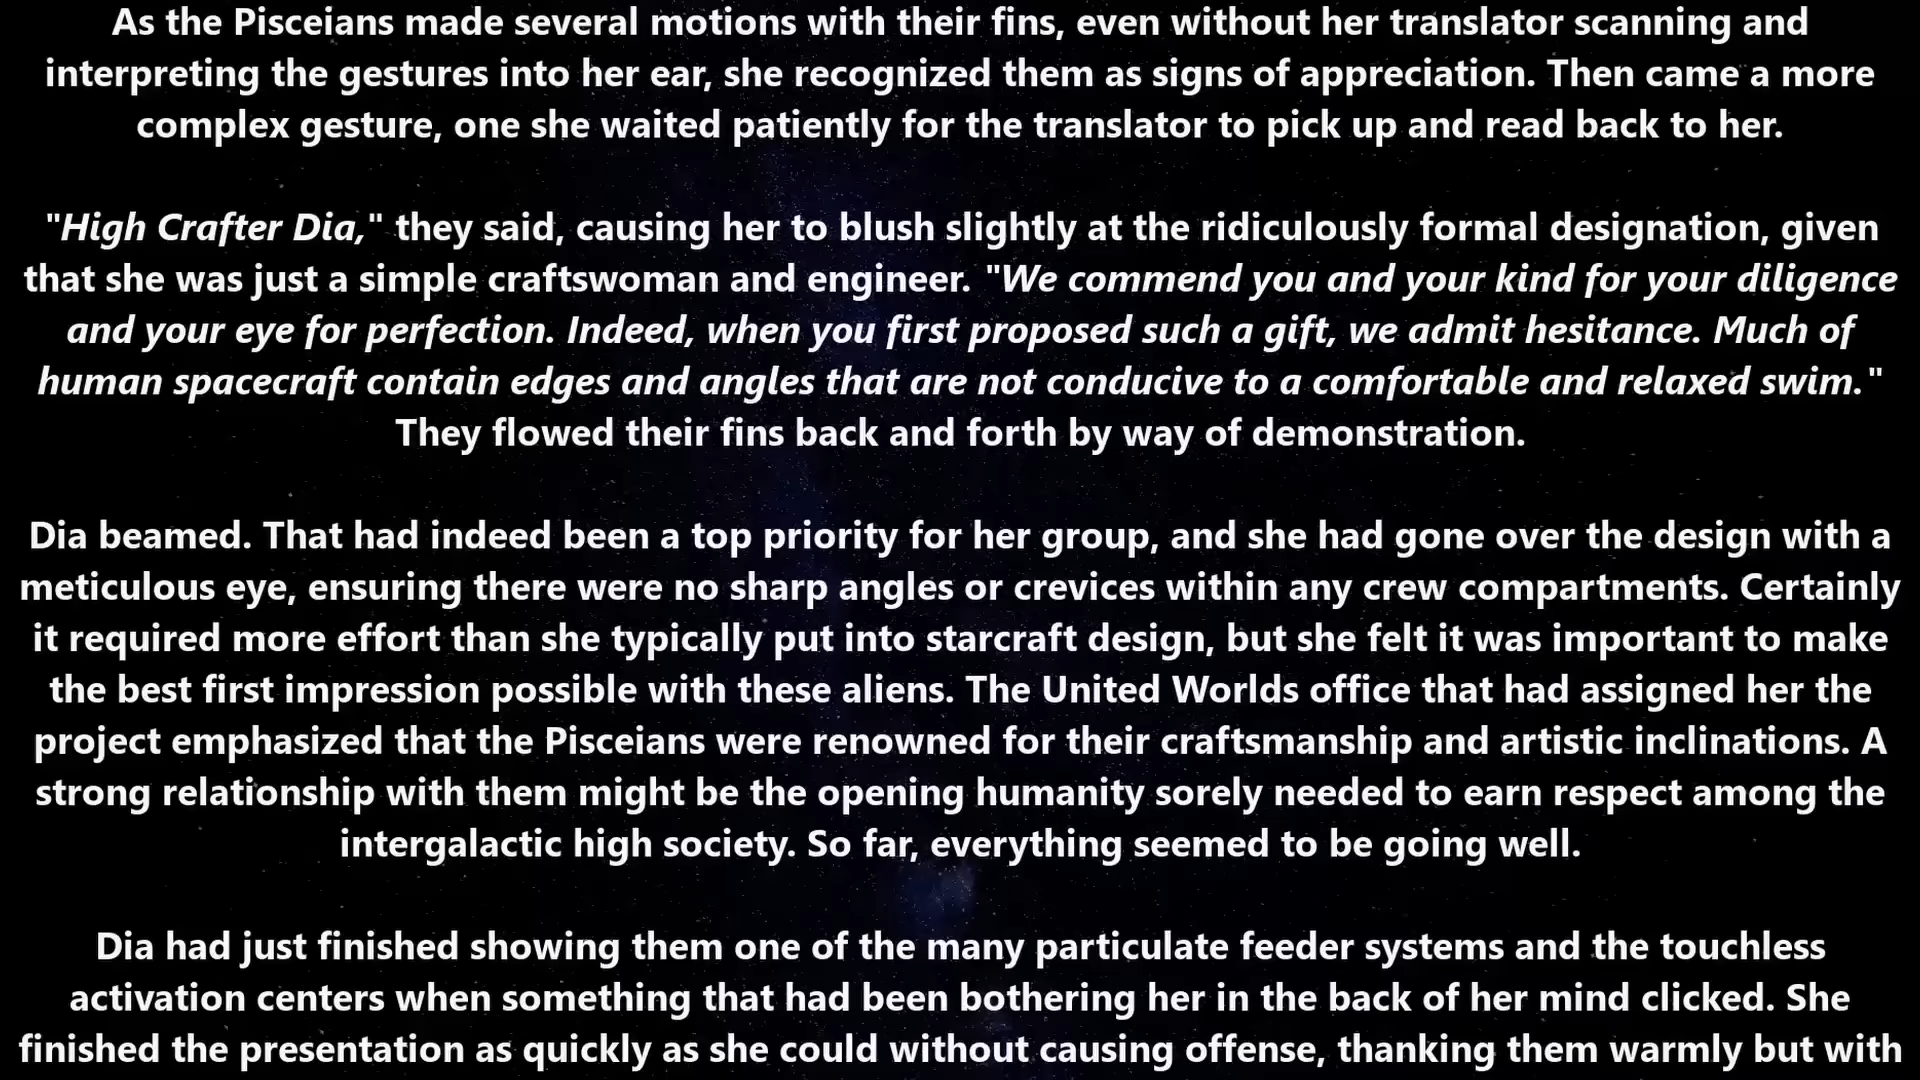 As the Pisceians made several motions with their fins, even without her translator scanning and
interpreting the gestures into her ear, she recognized them as signs of appreciation. Then came a more
complex gesture, one she waited patiently for the translator to pick up and read back to her.
"High Crafter Dia," they said, causing her to blush slightly at the ridiculously formal designation, given
that she was just a simple craftswoman and engineer. "We commend you and your kind for your diligence
and your eye for perfection. Indeed, when you first proposed such a gift, we admit hesitance. Much of
human spacecraft contain edges and angles that are not conducive to a comfortable and relaxed swim."
They flowed their fins back and forth by way of demonstration.
Dia beamed. That had indeed been a top priority for her group, and she had gone over the design with a
meticulous eye, ensuring there were no sharp angles or crevices within any crew compartments. Certainly
it required more effort than she typically put into starcraft design, but she felt it was important to make
the best first impression possible with these aliens. The United Worlds office that had assigned her the
project emphasized that the Pisceians were renowned for their craftsmanship and artistic inclinations. A
strong relationship with them might be the opening humanity sorely needed to earn respect among the
intergalactic high society. So far, everything seemed to be going well.
Dia had just finished showing them one of the many particulate feeder systems and the touchless
activation centers when something that had been bothering her in the back of her mind clicked. She
finished the presentation as quickly as she could without causing offense, thanking them warmly but with